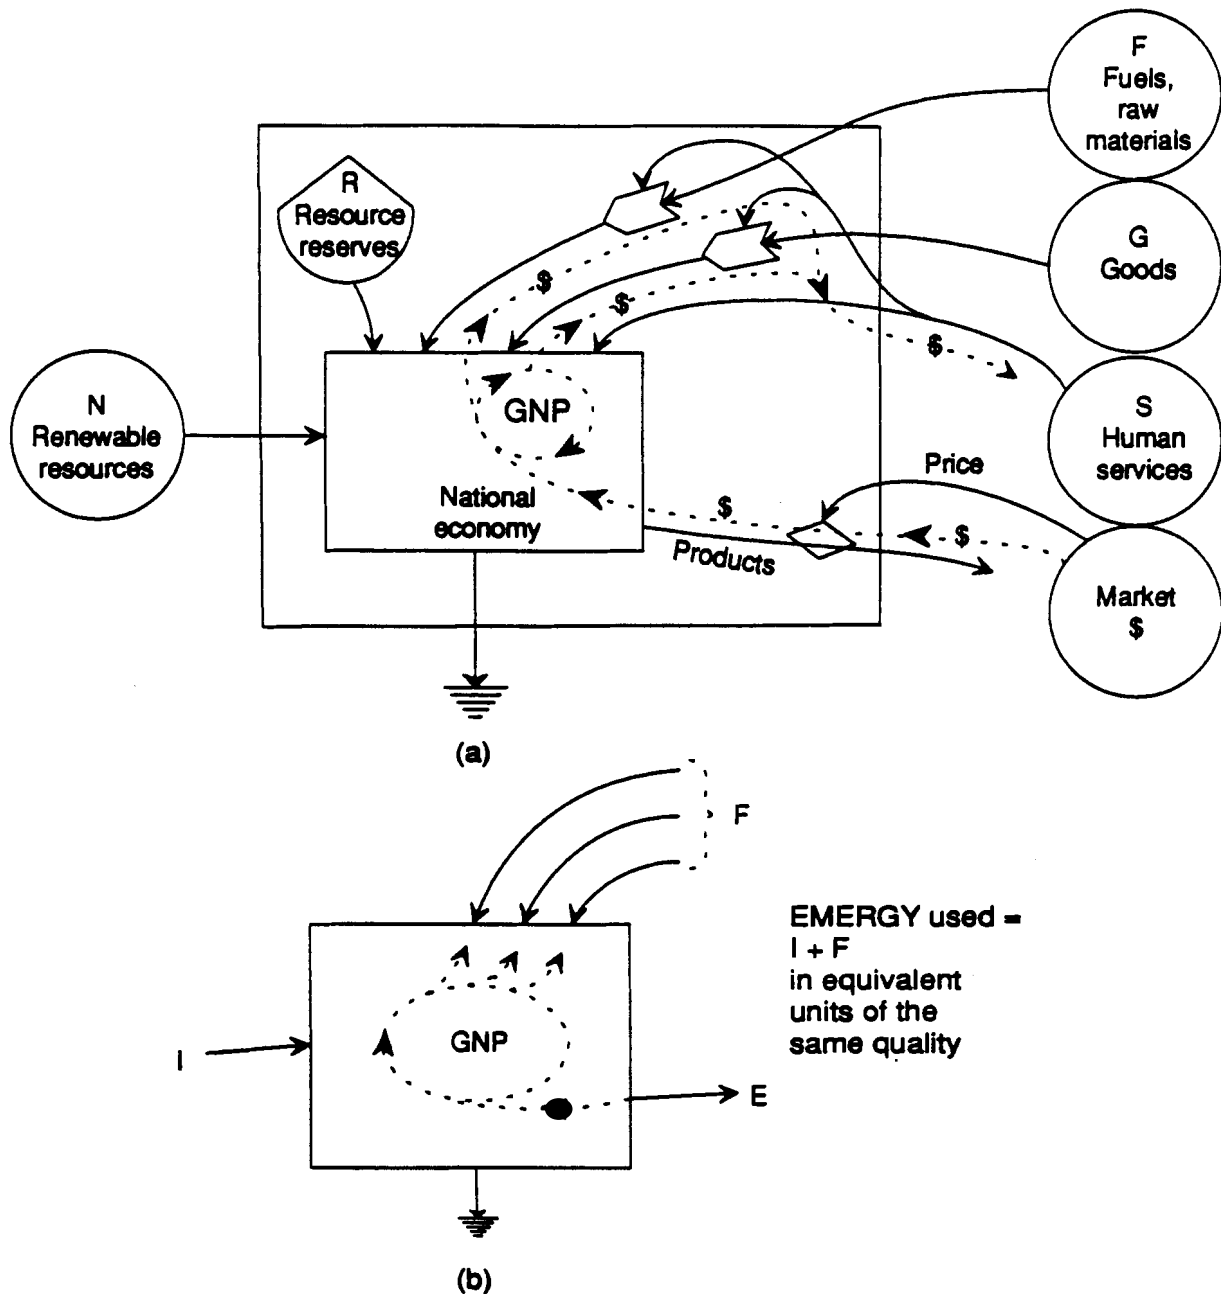 F
Fuels,
raw
materials
R
Resource
reserves
G
Goods
$
$
$
N
Renewable
resources
GNP
S
Human
services
National
economy
Price
$
$
Products
Market
$
(a)
F
EMERGY used =
I + F
in equivalent
units of the
same quality
GNP
I
E
(b)